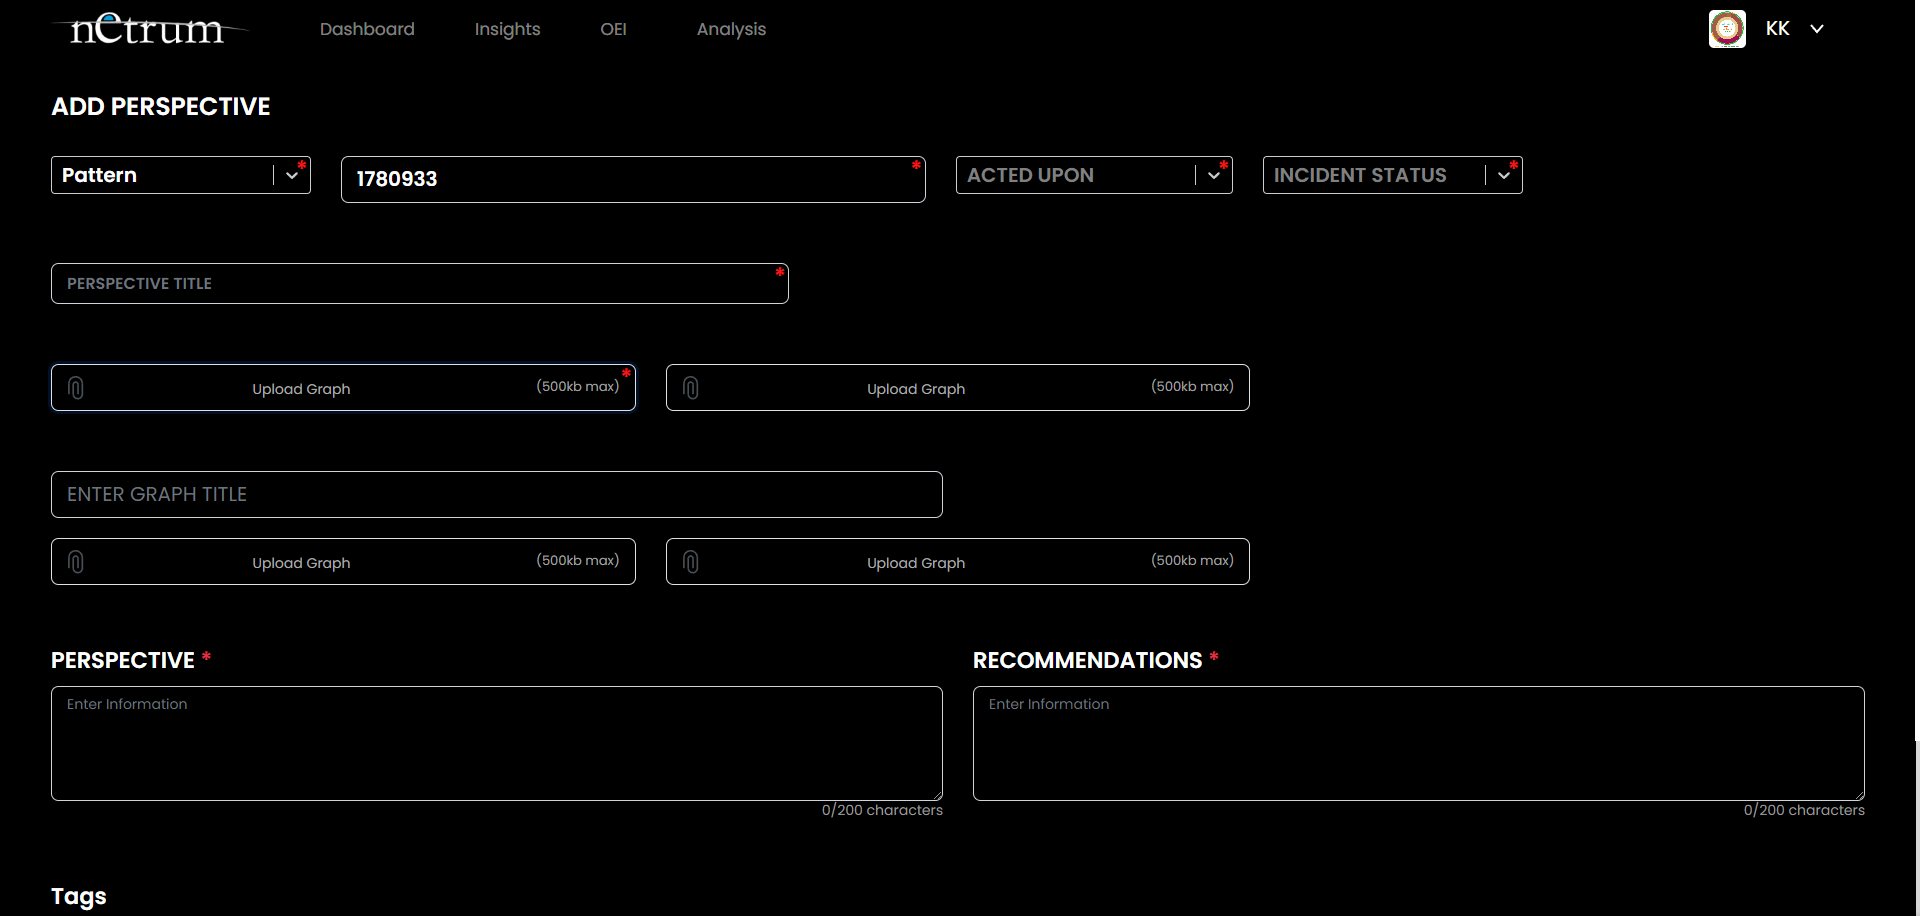 netrum Dashboard Insights OEI Analysis KK
ADD PERSPECTIVE
Pattern * 1780933 * ACTED UPON * INCIDENT STATUS *
PERSPECTIVE TITLE *
Upload Graph (500kb max) * Upload Graph (500kb max)
ENTER GRAPH TITLE
Upload Graph (500kb max) Upload Graph (500kb max)
PERSPECTIVE * RECOMMENDATIONS *
Enter Information Enter Information
0/200 characters 0/200 characters
Tags